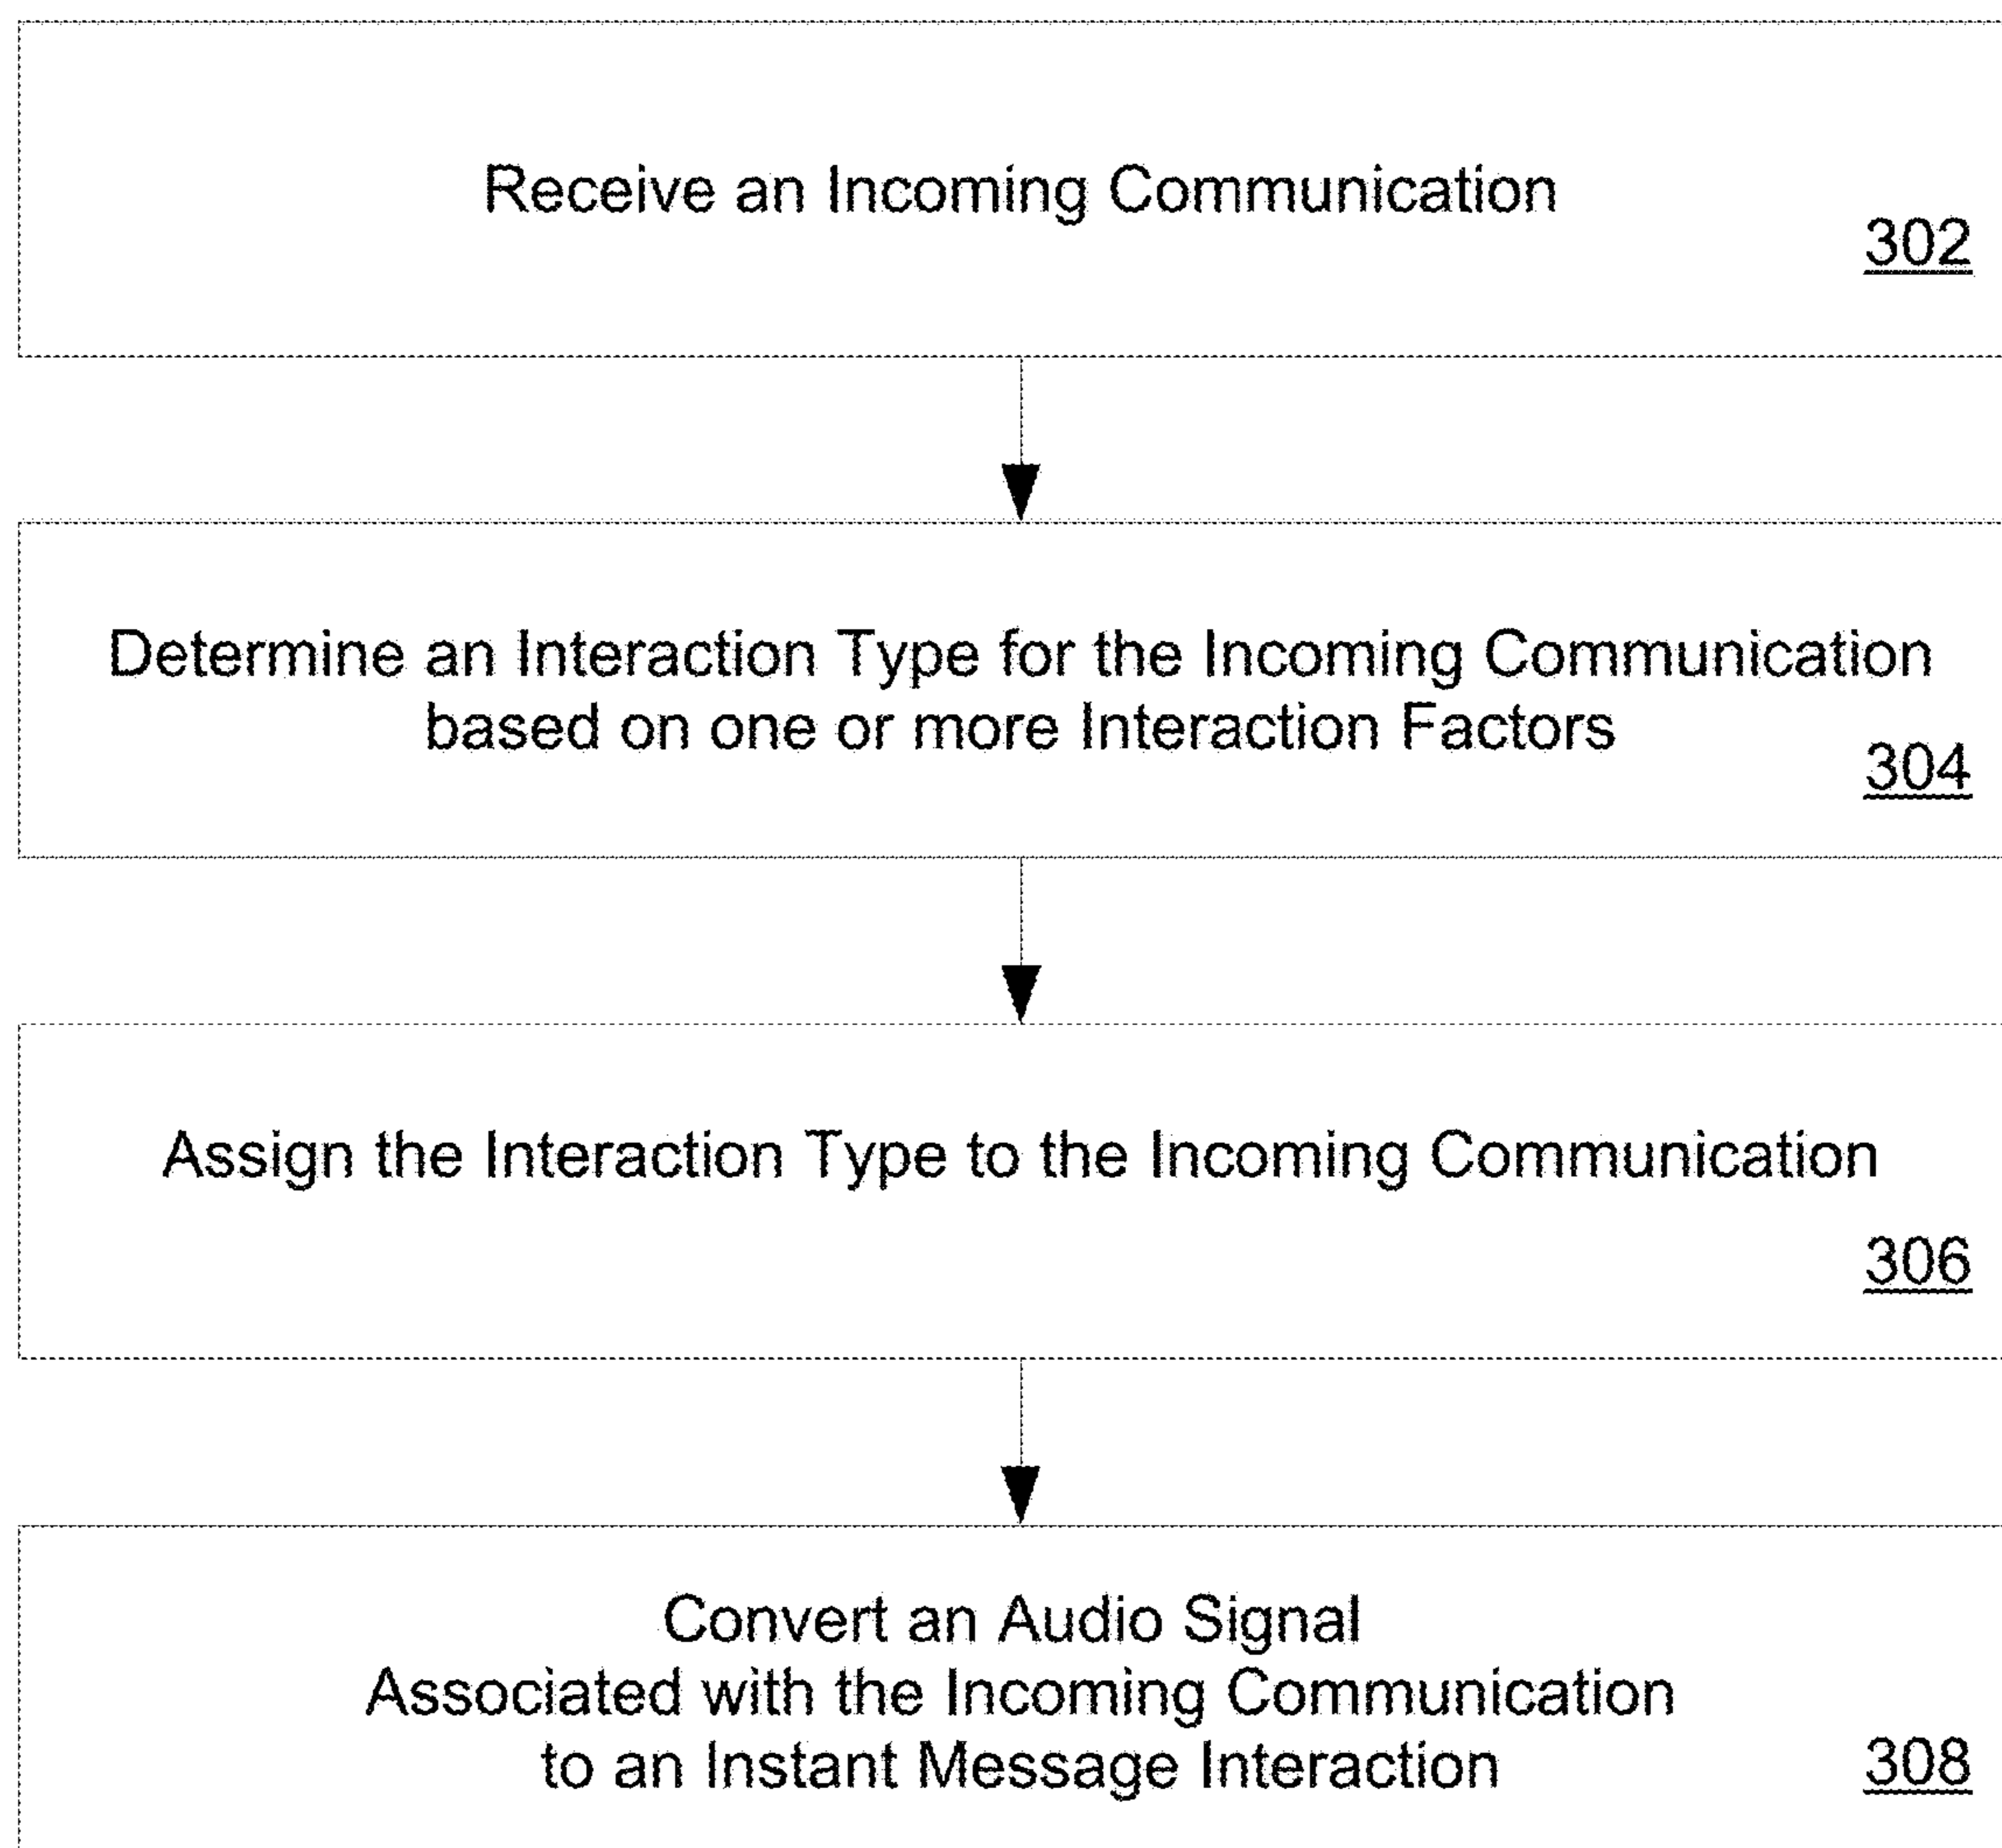 Receive an Incoming Communication
302
Determine an Interaction Type for the Incoming Communication
based on one or more Interaction Factors
304
Assign the Interaction Type to the Incoming Communication
306
Convert an Audio Signal
Associated with the Incoming Communication
to an Instant Message Interaction
308